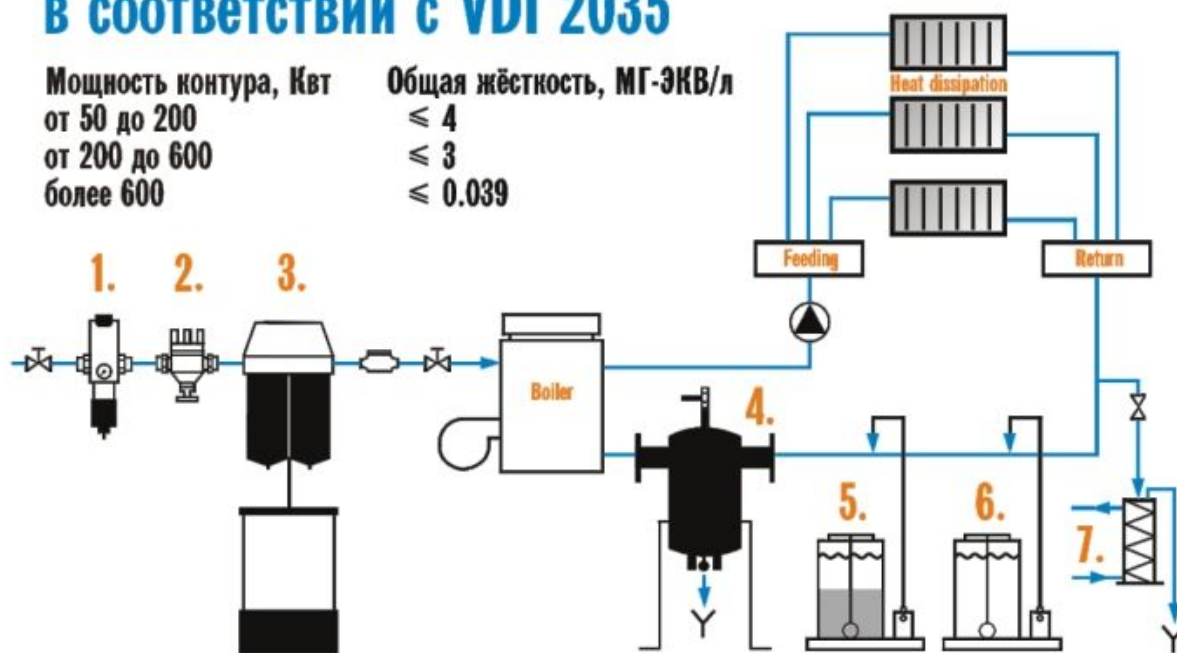 в соответствии с VDI 2035
Мощность контура, Квт Общая жёсткость, МГ-ЭКВ/л
от 50 до 200 ≤ 4
от 200 до 600 ≤ 3
более 600 ≤ 0.039
Heat dissipation
Feeding
Return
1.
2.
3.
Boiler
4.
5.
6.
7.